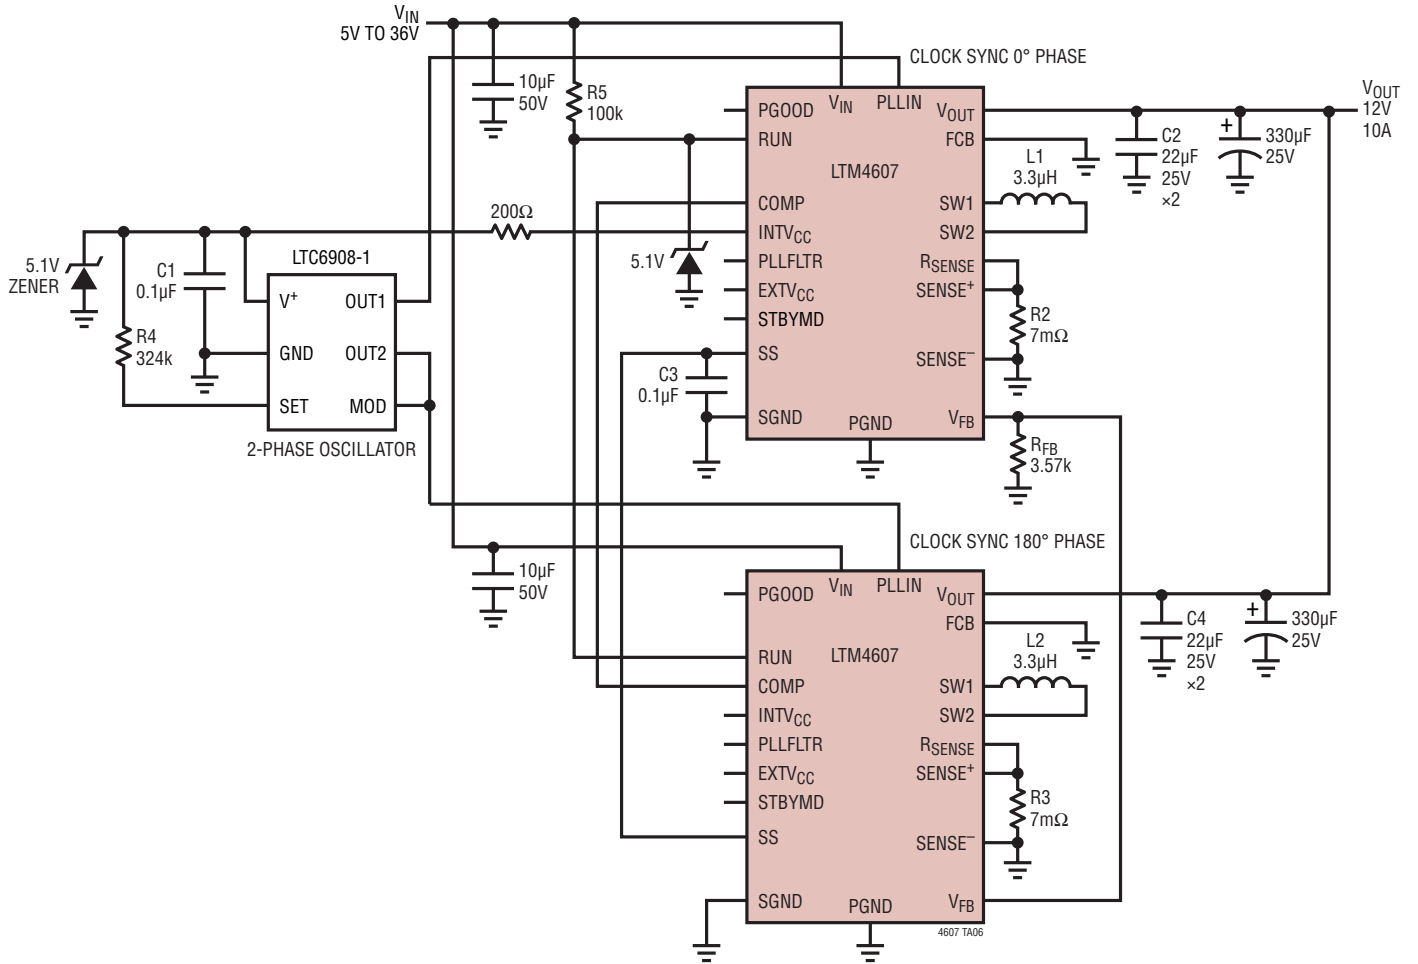 VIN
5V TO 36V
10µF
50V
R5
100k
CLOCK SYNC 0° PHASE
VOUT
12V
10A
PGOOD
VIN
PLLIN
VOUT
RUN
FCB
LTM4607
L1
3.3µH
C2
22µF
25V
×2
+
330µF
25V
COMP
SW1
200Ω
INTVCC
SW2
5.1V
ZENER
C1
0.1µF
LTC6908-1
5.1V
PLLFLTR
RSENSE
EXTVCC
SENSE+
V+
OUT1
STBYMD
R2
7mΩ
R4
324k
GND
OUT2
SS
SENSE−
C3
0.1µF
SET
MOD
SGND
PGND
VFB
2-PHASE OSCILLATOR
RFB
3.57k
CLOCK SYNC 180° PHASE
10µF
50V
PGOOD
VIN
PLLIN
VOUT
FCB
C4
22µF
25V
×2
+
330µF
25V
RUN
LTM4607
L2
3.3µH
COMP
SW1
INTVCC
SW2
PLLFLTR
RSENSE
EXTVCC
SENSE+
STBYMD
R3
7mΩ
SS
SENSE−
SGND
PGND
VFB
4607 TA06